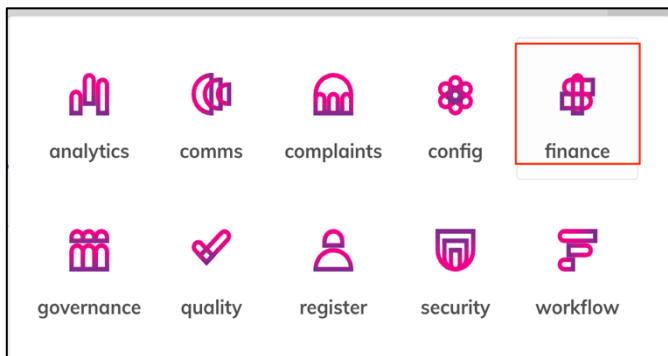 analytics comms complaints config finance
governance quality register security workflow